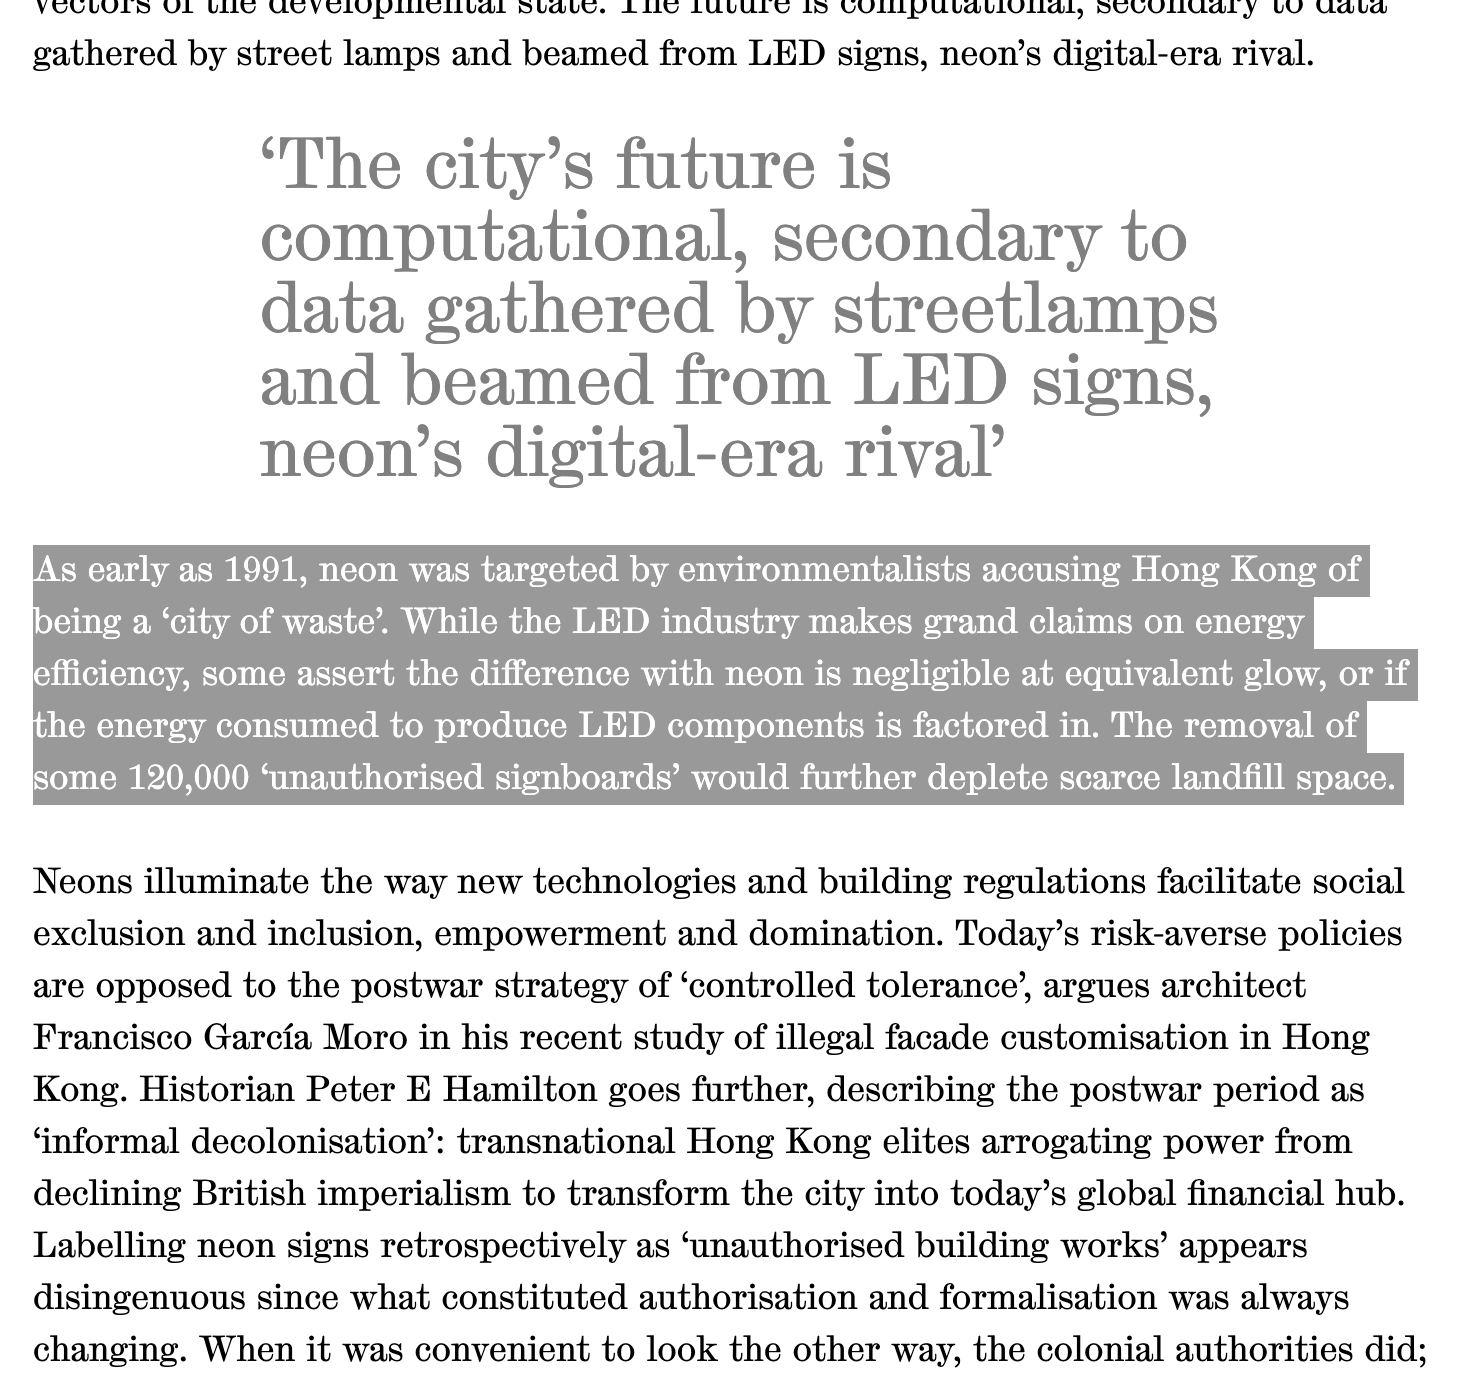 vectors of the developmental state. The future is computational, secondary to data
gathered by street lamps and beamed from LED signs, neon’s digital-era rival.
‘The city’s future is
computational, secondary to
data gathered by streetlamps
and beamed from LED signs,
neon’s digital-era rival’
As early as 1991, neon was targeted by environmentalists accusing Hong Kong of
being a ‘city of waste’. While the LED industry makes grand claims on energy
efficiency, some assert the difference with neon is negligible at equivalent glow, or if
the energy consumed to produce LED components is factored in. The removal of
some 120,000 ‘unauthorised signboards’ would further deplete scarce landfill space.
Neons illuminate the way new technologies and building regulations facilitate social
exclusion and inclusion, empowerment and domination. Today’s risk-averse policies
are opposed to the postwar strategy of ‘controlled tolerance’, argues architect
Francisco García Moro in his recent study of illegal facade customisation in Hong
Kong. Historian Peter E Hamilton goes further, describing the postwar period as
‘informal decolonisation’: transnational Hong Kong elites arrogating power from
declining British imperialism to transform the city into today’s global financial hub.
Labelling neon signs retrospectively as ‘unauthorised building works’ appears
disingenuous since what constituted authorisation and formalisation was always
changing. When it was convenient to look the other way, the colonial authorities did;